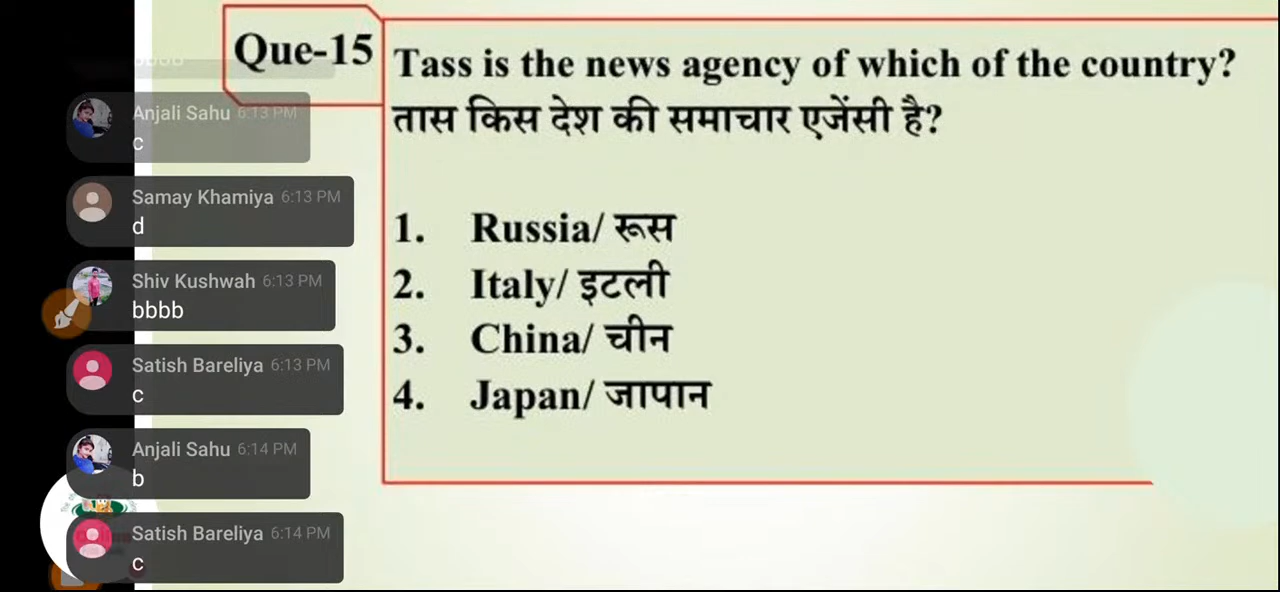 Que-15
Tass is the news agency of which of the country?
तास किस देश की समाचार एजेंसी है?
1. Russia/ रूस
2. Italy/ इटली
3. China/ चीन
4. Japan/ जापान
Anjali Sahu 6:13 PM
c
Samay Khamiya 6:13 PM
d
Shiv Kushwah 6:13 PM
bbbb
Satish Bareliya 6:13 PM
c
Anjali Sahu 6:14 PM
b
Satish Bareliya 6:14 PM
c